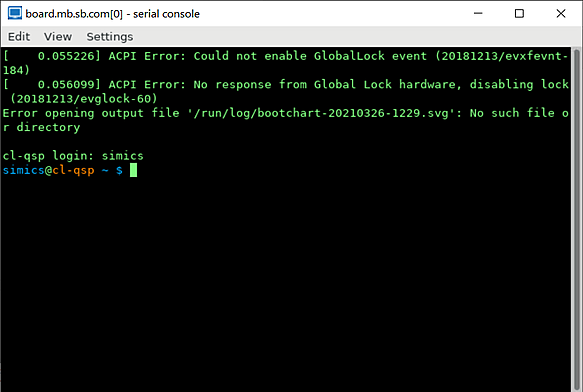 board.mb.sb.com[0] - serial console
Edit View Settings
[    0.055226] ACPI Error: Could not enable GlobalLock event (20181213/evxfevnt-
184)
[    0.056099] ACPI Error: No response from Global Lock hardware, disabling lock
 (20181213/evglock-60)
Error opening output file '/run/log/bootchart-20210326-1229.svg': No such file o
r directory
cl-qsp login: simics
simics@cl-qsp ~ $